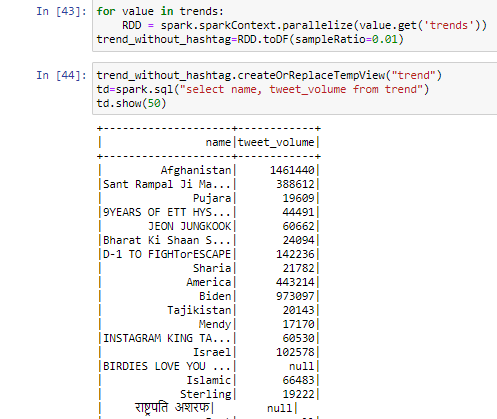 In [43]: for value in trends:
RDD = spark.sparkContext.parallelize(value.get('trends'))
trend_without_hashtag=RDD.toDF(sampleRatio=0.01)
In [44]: trend_without_hashtag.createOrReplaceTempView("trend")
td=spark.sql("select name, tweet_volume from trend")
td.show(50)
+--------------------+------------+
| name|tweet_volume|
+--------------------+------------+
| Afghanistan| 1461440|
|Sant Rampal Ji Ma...| 388612|
| Pujara| 19609|
|9YEARS OF ETT HYS...| 44491|
| JEON JUNGKOOK| 60662|
|Bharat Ki Shaan S...| 24094|
|D-1 TO FIGHTorESCAPE| 142236|
| Sharia| 21782|
| America| 443214|
| Biden| 973097|
| Tajikistan| 20143|
| Mendy| 17170|
|INSTAGRAM KING TA...| 60530|
| Israel| 102578|
|BIRDIES LOVE YOU ...| null|
| Islamic| 66483|
| Sterling| 19222|
| राष्ट्रपति अशरफ| null|